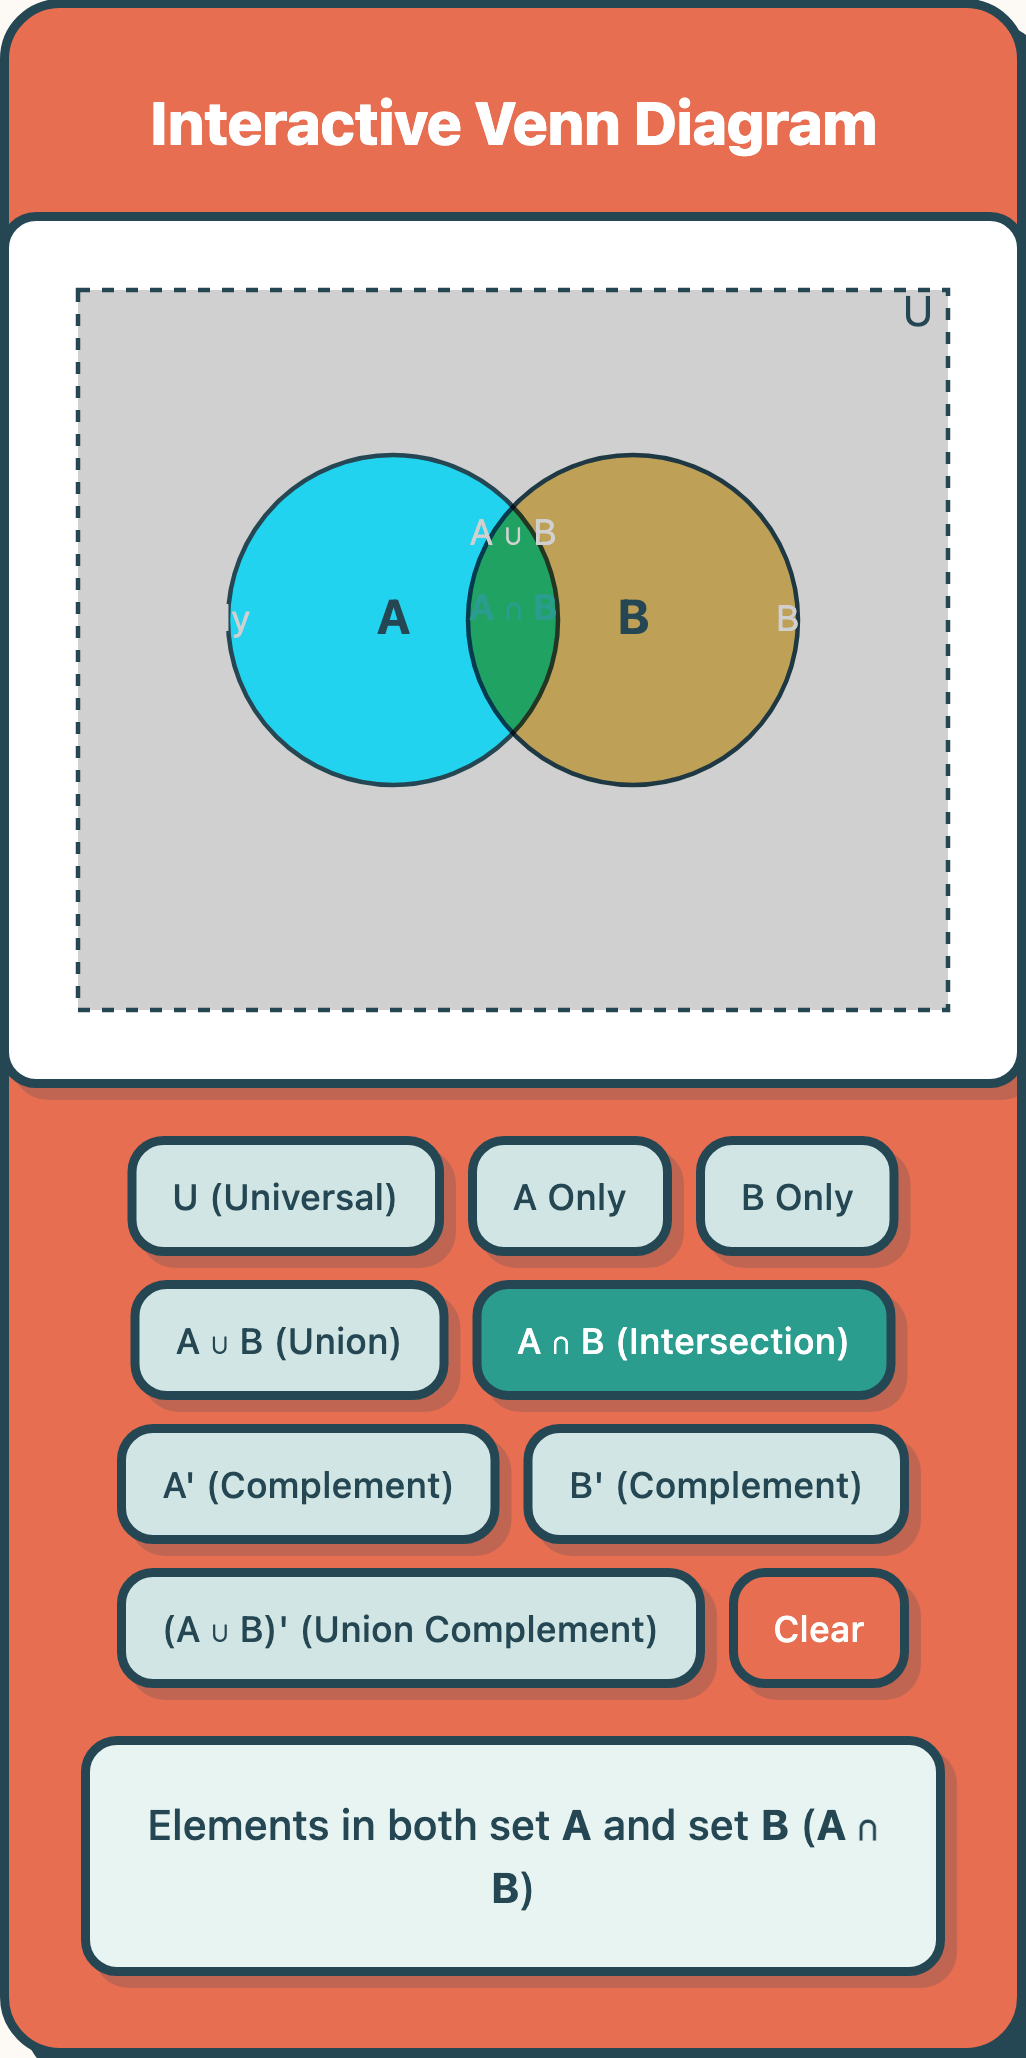 Interactive Venn Diagram
U
A ∪ B
A ∩ B
y
A
B
B
U (Universal)
A Only
B Only
A ∪ B (Union)
A ∩ B (Intersection)
A' (Complement)
B' (Complement)
(A ∪ B)' (Union Complement)
Clear
Elements in both set A and set B (A ∩
B)